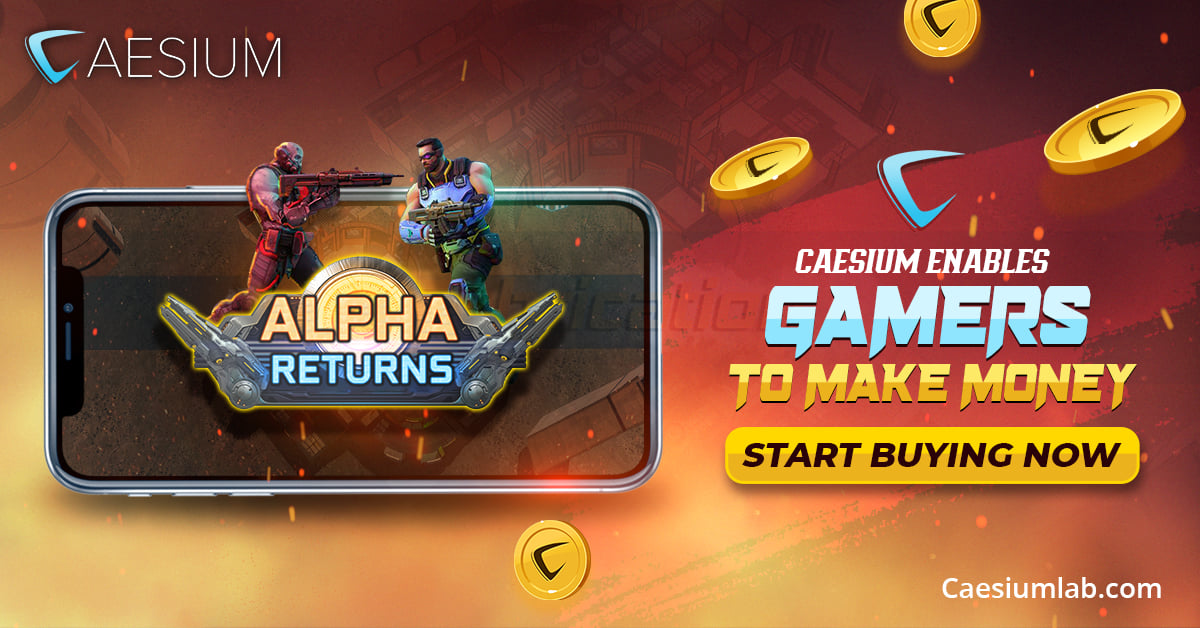 CAESIUM
ALPHA
RETURNS
CAESIUM ENABLES
GAMERS
TO MAKE MONEY
START BUYING NOW
Caesiumlab.com